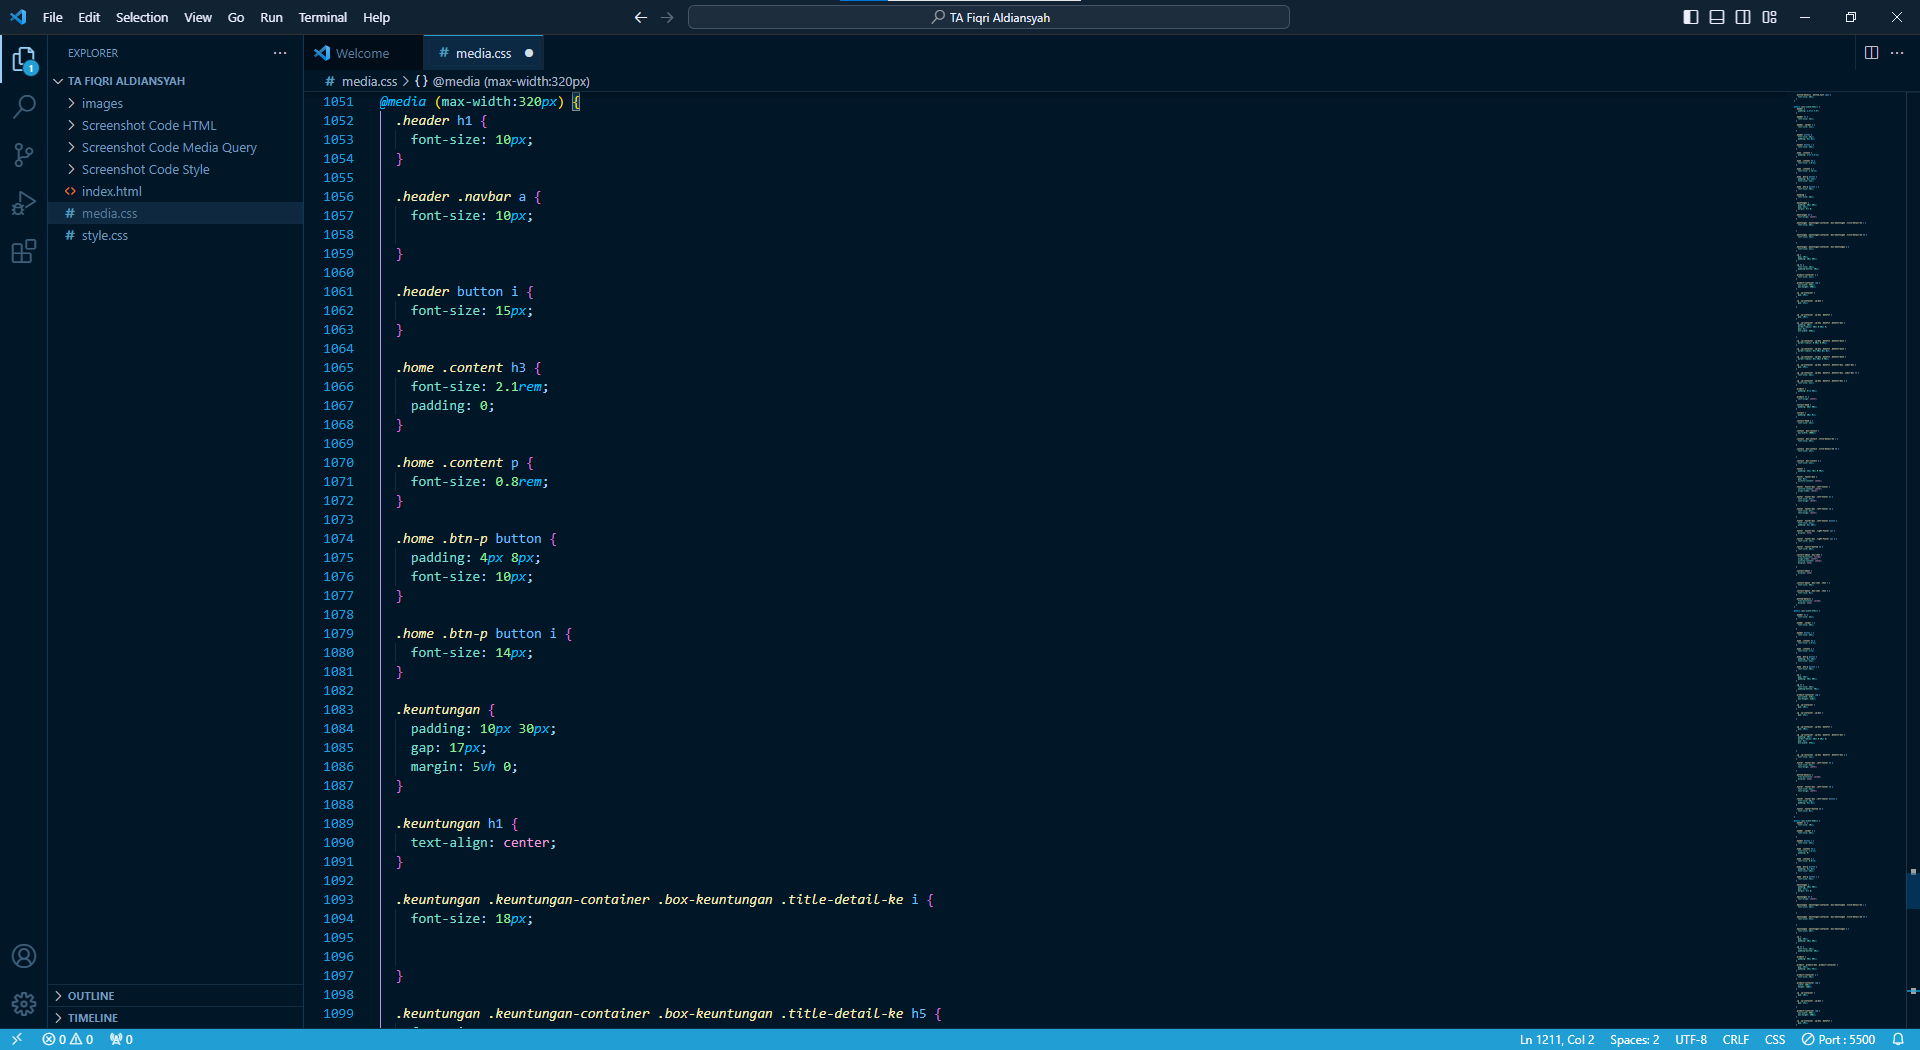 File Edit Selection View Go Run Terminal Help
TA Fiqri Aldiansyah
EXPLORER
Welcome
# media.css
1
TA FIQRI ALDIANSYAH
# media.css > {} @media (max-width:320px)
images
Screenshot Code HTML
Screenshot Code Media Query
Screenshot Code Style
<> index.html
# media.css
# style.css
1051 @media (max-width:320px) {
1052 .header h1 {
1053 font-size: 10px;
1054 }
1055
1056 .header .navbar a {
1057 font-size: 10px;
1058
1059 }
1060
1061 .header button i {
1062 font-size: 15px;
1063 }
1064
1065 .home .content h3 {
1066 font-size: 2.1rem;
1067 padding: 0;
1068 }
1069
1070 .home .content p {
1071 font-size: 0.8rem;
1072 }
1073
1074 .home .btn-p button {
1075 padding: 4px 8px;
1076 font-size: 10px;
1077 }
1078
1079 .home .btn-p button i {
1080 font-size: 14px;
1081 }
1082
1083 .keuntungan {
1084 padding: 10px 30px;
1085 gap: 17px;
1086 margin: 5vh 0;
1087 }
1088
1089 .keuntungan h1 {
1090 text-align: center;
1091 }
1092
1093 .keuntungan .keuntungan-container .box-keuntungan .title-detail-ke i {
1094 font-size: 18px;
1095
1096
1097 }
1098
1099 .keuntungan .keuntungan-container .box-keuntungan .title-detail-ke h5 {
OUTLINE
TIMELINE
0 0 0
Ln 1211, Col 2 Spaces: 2 UTF-8 CRLF CSS Port : 5500